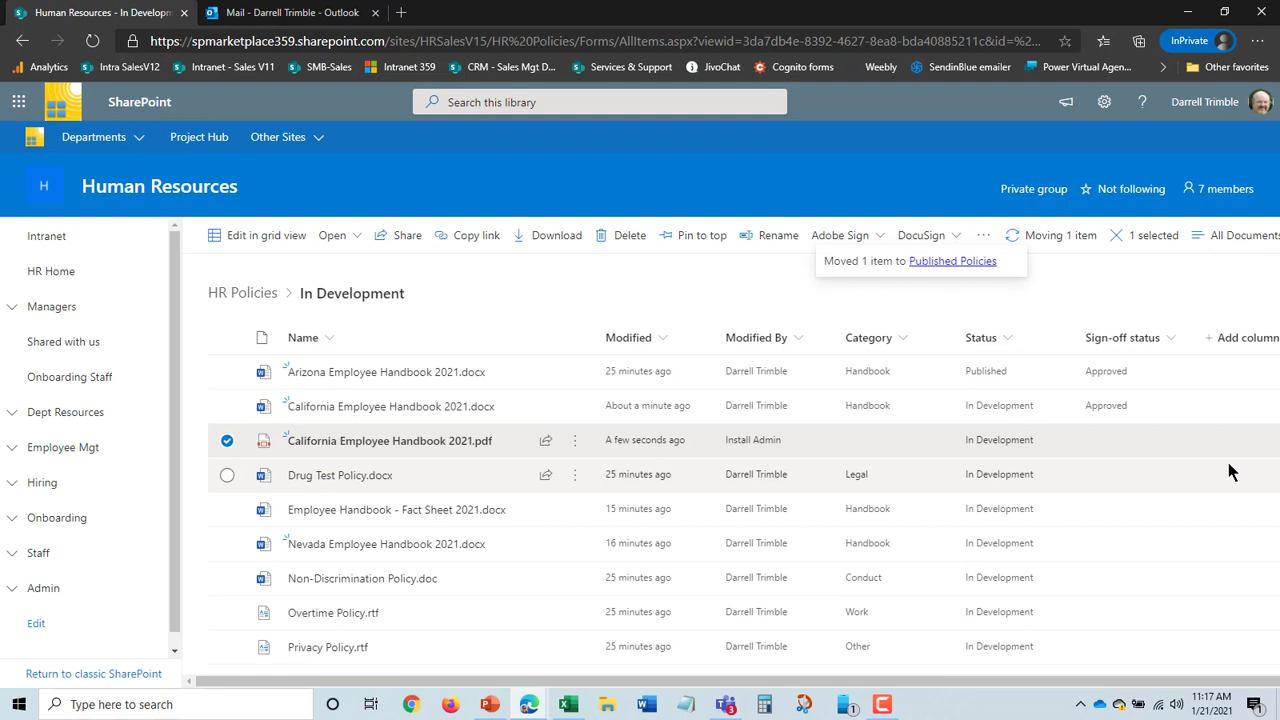 Human Resources - In Developm
Mail - Darrell Trimble - Outlook
https://spmarketplace359.sharepoint.com/sites/HRSalesV15/HR%20Policies/Forms/AllItems.aspx?viewid=3da7db4e-8392-4627-8ea8-bda40885211c&id=%2...
InPrivate
Analytics
Intra SalesV12
Intranet - Sales V11
SMB-Sales
Intranet 359
CRM - Sales Mgt D...
Services & Support
JivoChat
Cognito forms
Weebly
SendinBlue emailer
Power Virtual Agen...
Other favorites
SharePoint
Search this library
Darrell Trimble
Departments
Project Hub
Other Sites
H
Human Resources
Private group
Not following
7 members
Intranet
HR Home
Managers
Shared with us
Onboarding Staff
Dept Resources
Employee Mgt
Hiring
Onboarding
Staff
Admin
Edit
Return to classic SharePoint
Edit in grid view
Open
Share
Copy link
Download
Delete
Pin to top
Rename
Adobe Sign
DocuSign
Moving 1 item
1 selected
All Documents
Moved 1 item to Published Policies
HR Policies > In Development
Name Modified Modified By Category Status Sign-off status + Add column
Arizona Employee Handbook 2021.docx 25 minutes ago Darrell Trimble Handbook Published Approved
California Employee Handbook 2021.docx About a minute ago Darrell Trimble Handbook In Development Approved
California Employee Handbook 2021.pdf A few seconds ago Install Admin In Development
Drug Test Policy.docx 25 minutes ago Darrell Trimble Legal In Development
Employee Handbook - Fact Sheet 2021.docx 15 minutes ago Darrell Trimble Handbook In Development
Nevada Employee Handbook 2021.docx 16 minutes ago Darrell Trimble Handbook In Development
Non-Discrimination Policy.doc 25 minutes ago Darrell Trimble Conduct In Development
Overtime Policy.rtf 25 minutes ago Darrell Trimble Work In Development
Privacy Policy.rtf 25 minutes ago Darrell Trimble Other In Development
Type here to search
3
1
11:17 AM
1/21/2021
1